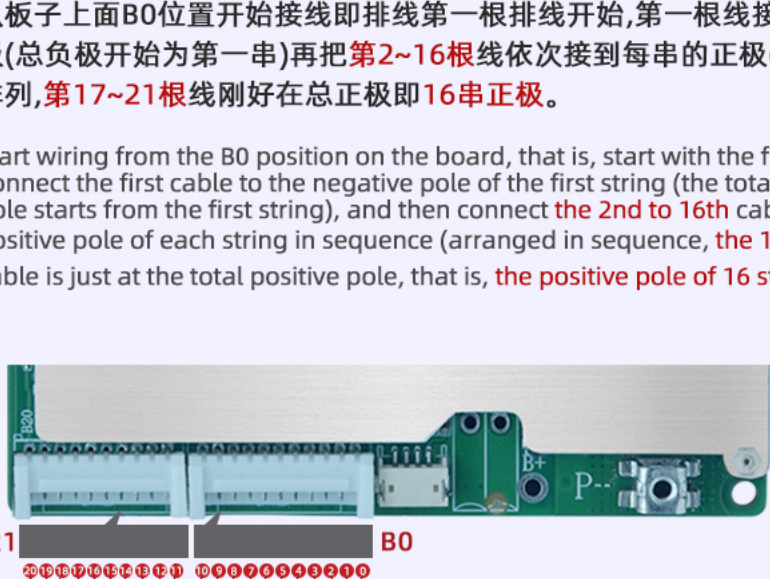 板子上面B0位置开始接线即排线第一根排线开始,第一根线接
(总负极开始为第一串)再把第2~16根线依次接到每串的正极
列,第17~21根线刚好在总正极即16串正极。
art wiring from the B0 position on the board, that is, start with the f
onnect the first cable to the negative pole of the first string (the tota
ole starts from the first string), and then connect the 2nd to 16th cab
ositive pole of each string in sequence (arranged in sequence, the 1
able is just at the total positive pole, that is, the positive pole of 16 s
B20
B+
P--
1
B0
20 19 18 17 16 15 14 13 12 11
10 9 8 7 6 5 4 3 2 1 0